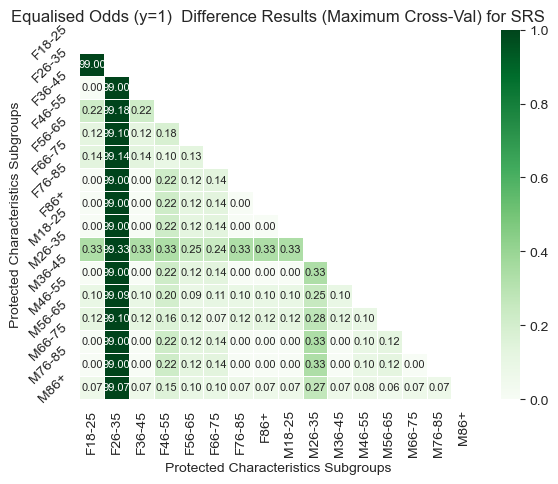 Equalised Odds (y=1)  Difference Results (Maximum Cross-Val) for SRS
Protected Characteristics Subgroups
F18-25
F26-35 99.00
F36-45 0.00 99.00
F46-55 0.22 99.18 0.22
F56-65 0.12 99.10 0.12 0.18
F66-75 0.14 99.14 0.14 0.10 0.13
F76-85 0.00 99.00 0.00 0.22 0.12 0.14
F86+ 0.00 99.00 0.00 0.22 0.12 0.14 0.00
M18-25 0.00 99.00 0.00 0.22 0.12 0.14 0.00 0.00
M26-35 0.33 99.33 0.33 0.33 0.25 0.24 0.33 0.33 0.33
M36-45 0.00 99.00 0.00 0.22 0.12 0.14 0.00 0.00 0.00 0.33
M46-55 0.10 99.09 0.10 0.20 0.09 0.11 0.10 0.10 0.10 0.25 0.10
M56-65 0.12 99.10 0.12 0.16 0.12 0.07 0.12 0.12 0.12 0.28 0.12 0.10
M66-75 0.00 99.00 0.00 0.22 0.12 0.14 0.00 0.00 0.00 0.33 0.00 0.10 0.12
M76-85 0.00 99.00 0.00 0.22 0.12 0.14 0.00 0.00 0.00 0.33 0.00 0.10 0.12 0.00
M86+ 0.07 99.07 0.07 0.15 0.10 0.10 0.07 0.07 0.07 0.27 0.07 0.08 0.06 0.07 0.07
F18-25 F26-35 F36-45 F46-55 F56-65 F66-75 F76-85 F86+ M18-25 M26-35 M36-45 M46-55 M56-65 M66-75 M76-85 M86+
Protected Characteristics Subgroups
1.0
0.8
0.6
0.4
0.2
0.0